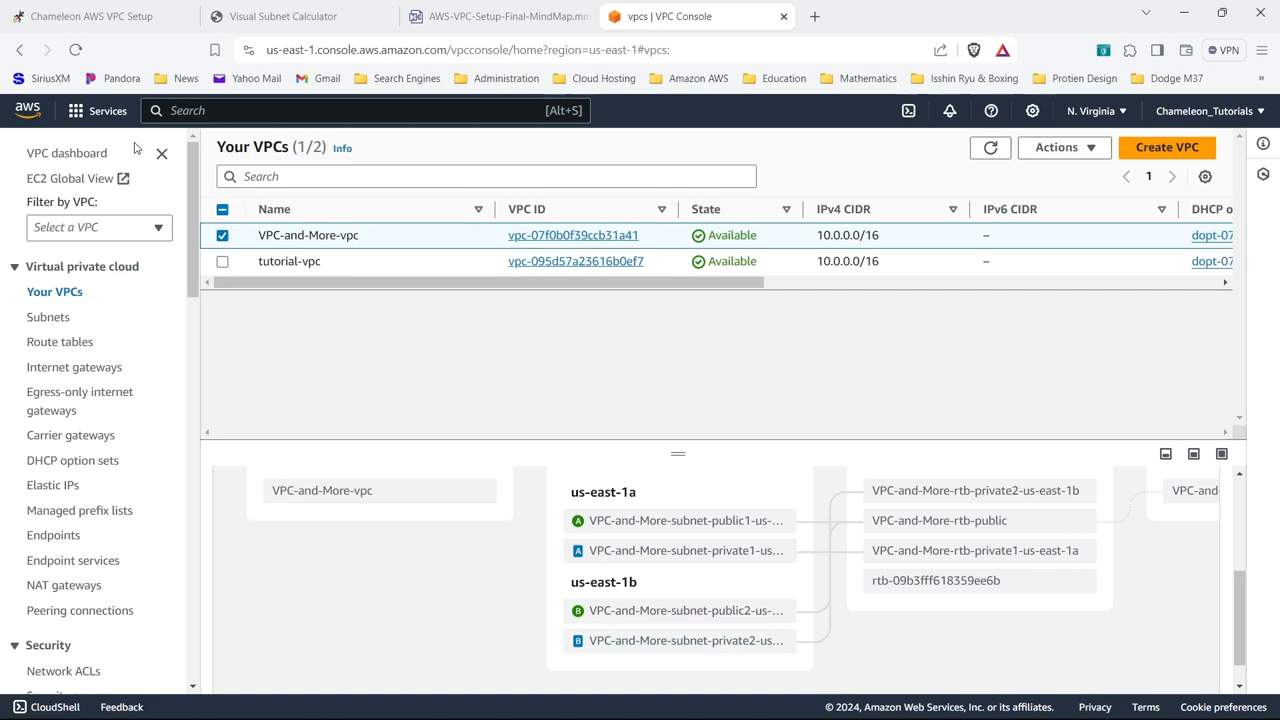 Chameleon AWS VPC Setup
Visual Subnet Calculator
AWS-VPC-Setup-Final-MindMap.mn
vpcs | VPC Console
us-east-1.console.aws.amazon.com/vpcconsole/home?region=us-east-1#vpcs:
VPN
SiriusXM
Pandora
News
Yahoo Mail
Gmail
Search Engines
Administration
Cloud Hosting
Amazon AWS
Education
Mathematics
Isshin Ryu & Boxing
Protien Design
Dodge M37
»
aws
Services
Search
[Alt+S]
N. Virginia
Chameleon_Tutorials
VPC dashboard
EC2 Global View
Filter by VPC:
Select a VPC
Virtual private cloud
Your VPCs
Subnets
Route tables
Internet gateways
Egress-only internet
gateways
Carrier gateways
DHCP option sets
Elastic IPs
Managed prefix lists
Endpoints
Endpoint services
NAT gateways
Peering connections
Security
Network ACLs
Your VPCs (1/2) Info
Actions
Create VPC
Search
1
Name VPC ID State IPv4 CIDR IPv6 CIDR DHCP o
VPC-and-More-vpc vpc-07f0b0f39ccb31a41 Available 10.0.0.0/16 – dopt-07
tutorial-vpc vpc-095d57a23616b0ef7 Available 10.0.0.0/16 – dopt-07
VPC-and-More-vpc
us-east-1a
A VPC-and-More-subnet-public1-us-...
A VPC-and-More-subnet-private1-us...
us-east-1b
B VPC-and-More-subnet-public2-us-...
B VPC-and-More-subnet-private2-us...
VPC-and-More-rtb-private2-us-east-1b
VPC-and-More-rtb-public
VPC-and-More-rtb-private1-us-east-1a
rtb-09b3fff618359ee6b
VPC-and-
CloudShell
Feedback
© 2024, Amazon Web Services, Inc. or its affiliates.
Privacy
Terms
Cookie preferences